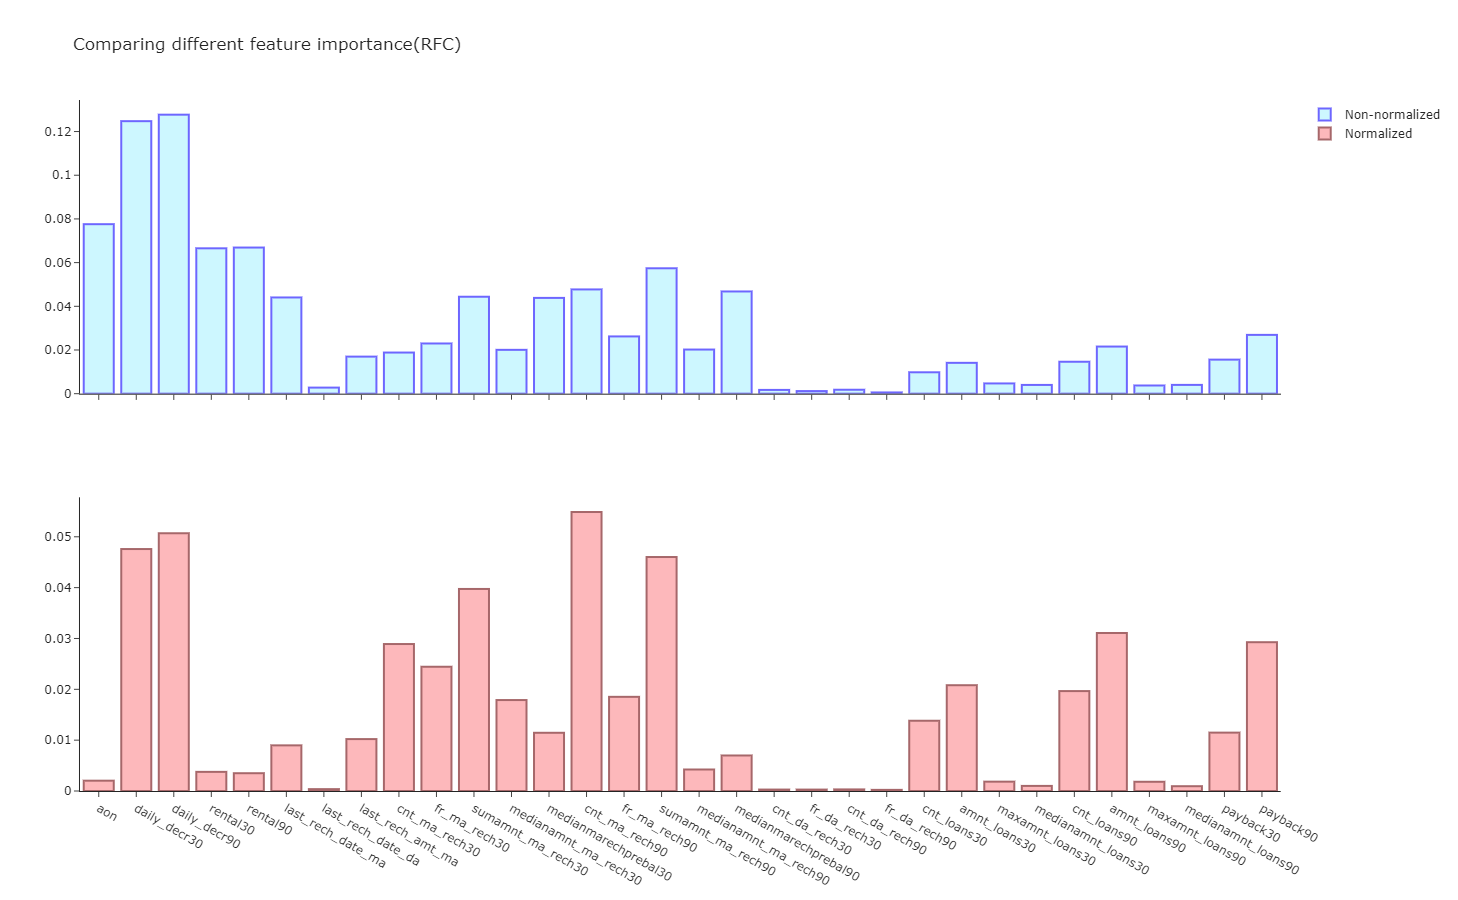 Comparing different feature importance(RFC)
Non-normalized
Normalized
0.12
0.1
0.08
0.06
0.04
0.02
0
0.05
0.04
0.03
0.02
0.01
0
aon
daily_decr30
daily_decr90
rental30
rental90
last_rech_date_ma
last_rech_date_da
last_rech_amt_ma
cnt_ma_rech30
fr_ma_rech30
sumamnt_ma_rech30
medianamnt_ma_rech30
medianmarechprebal30
cnt_ma_rech90
fr_ma_rech90
sumamnt_ma_rech90
medianamnt_ma_rech90
medianmarechprebal90
cnt_da_rech30
fr_da_rech30
cnt_da_rech90
fr_da_rech90
cnt_loans30
amnt_loans30
maxamnt_loans30
medianamnt_loans30
cnt_loans90
amnt_loans90
maxamnt_loans90
medianamnt_loans90
payback30
payback90